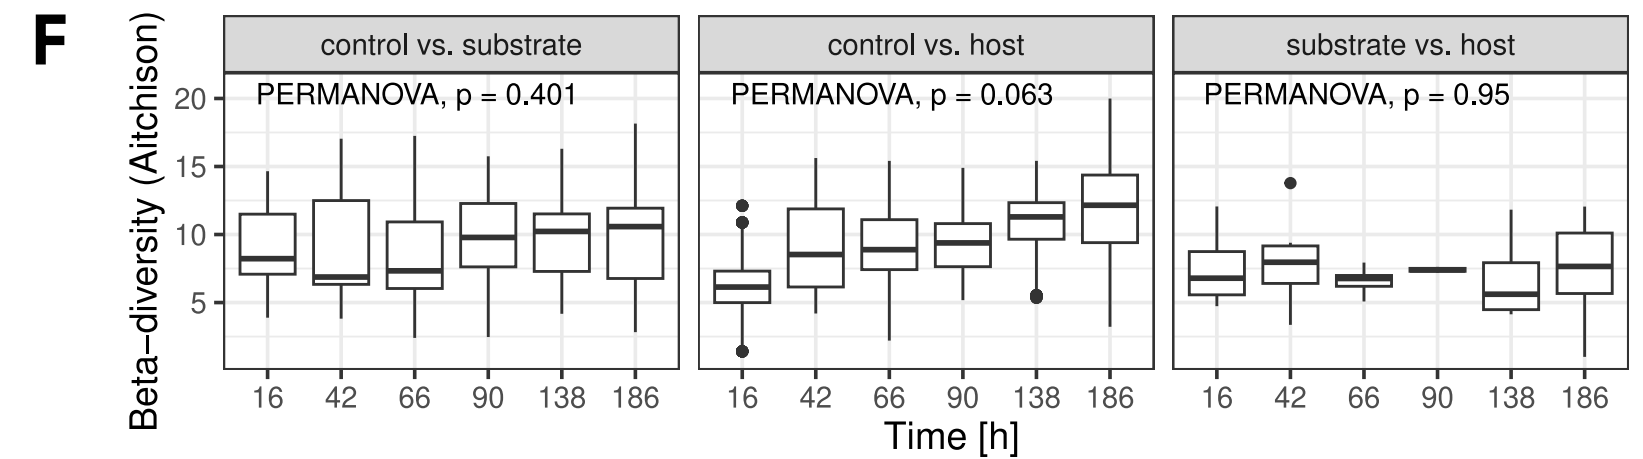 F
control vs. substrate
control vs. host
substrate vs. host
PERMANOVA, p = 0.401
PERMANOVA, p = 0.063
PERMANOVA, p = 0.95
Beta−diversity (Aitchison)
20
15
10
5
16 42 66 90 138 186
16 42 66 90 138 186
16 42 66 90 138 186
Time [h]